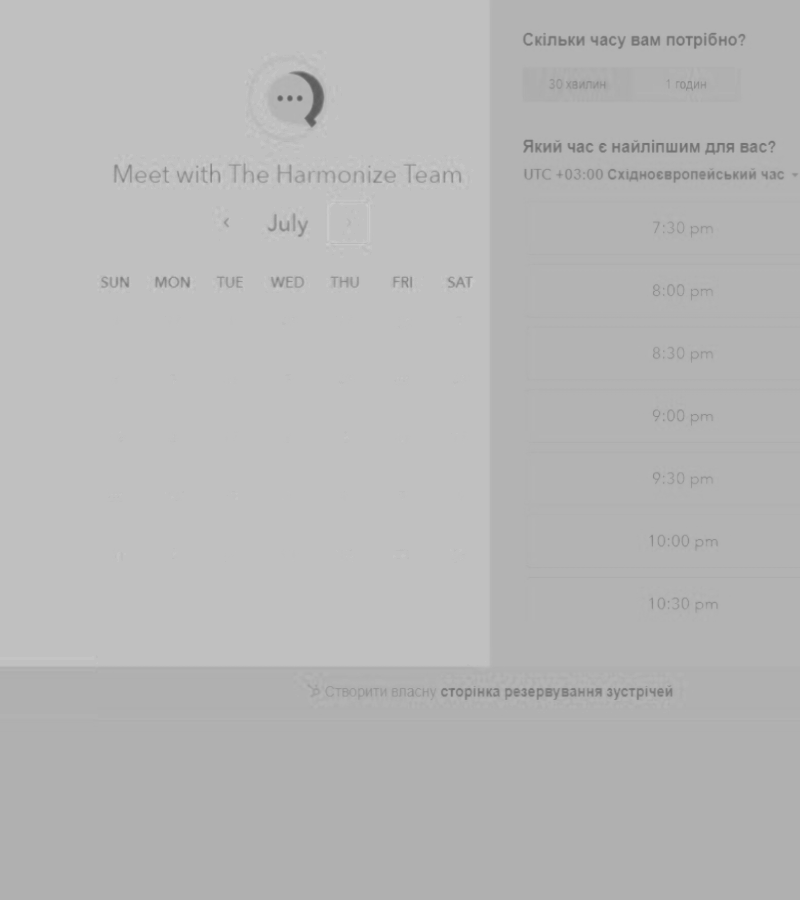 Meet with The Harmonize Team
July
SUN MON TUE WED THU FRI SAT
Скільки часу вам потрібно?
30 хвилин 1 годин
Який час є найліпшим для вас?
UTC +03:00 Східноєвропейський час
7:30 pm
8:00 pm
8:30 pm
9:00 pm
9:30 pm
10:00 pm
10:30 pm
Створити власну сторінка резервування зустрічей